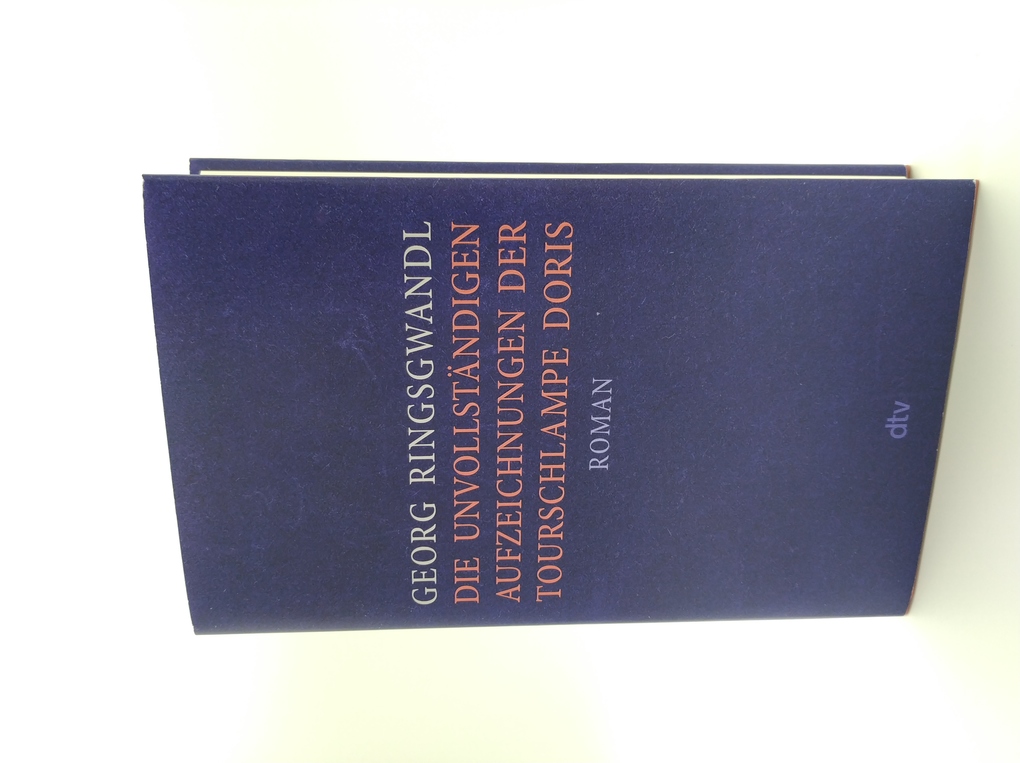 GEORG RINGSGWANDL
DIE UNVOLLSTÄNDIGEN
AUFZEICHNUNGEN DER
TOURSCHLAMPE DORIS
ROMAN
dtv